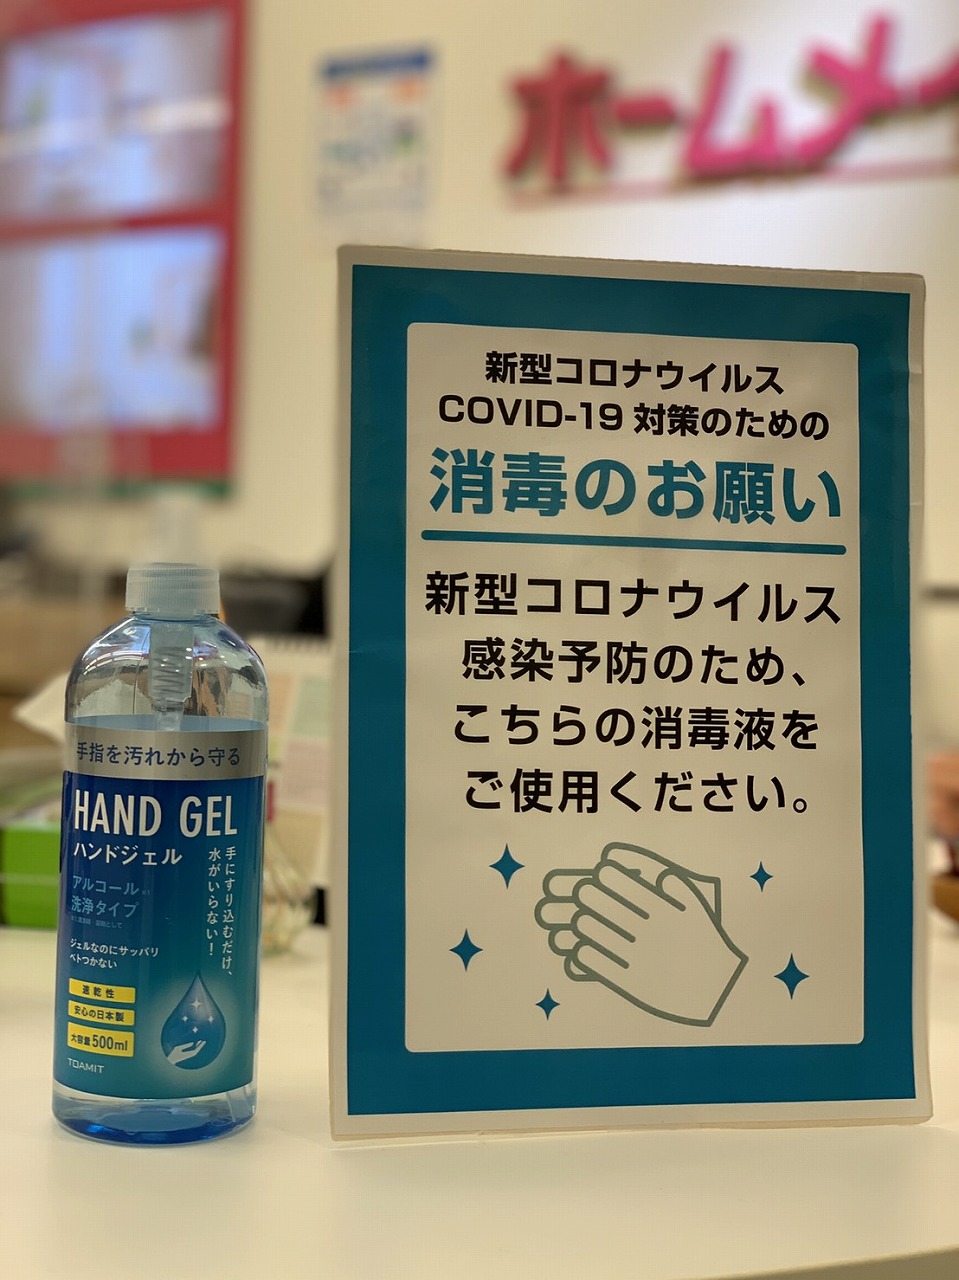 ホームメイ
新型コロナウイルス
COVID-19 対策のための
消毒のお願い
新型コロナウイルス
感染予防のため、
こちらの消毒液を
ご使用ください。
手指を汚れから守る
HAND GEL
ハンドジェル
手にすり込むだけ、
水がいらない!
アルコール
洗浄タイプ
ジェルなのにサッパリ
ベトつかない
速乾性
安心の日本製
大容量500ml
TOAMIT